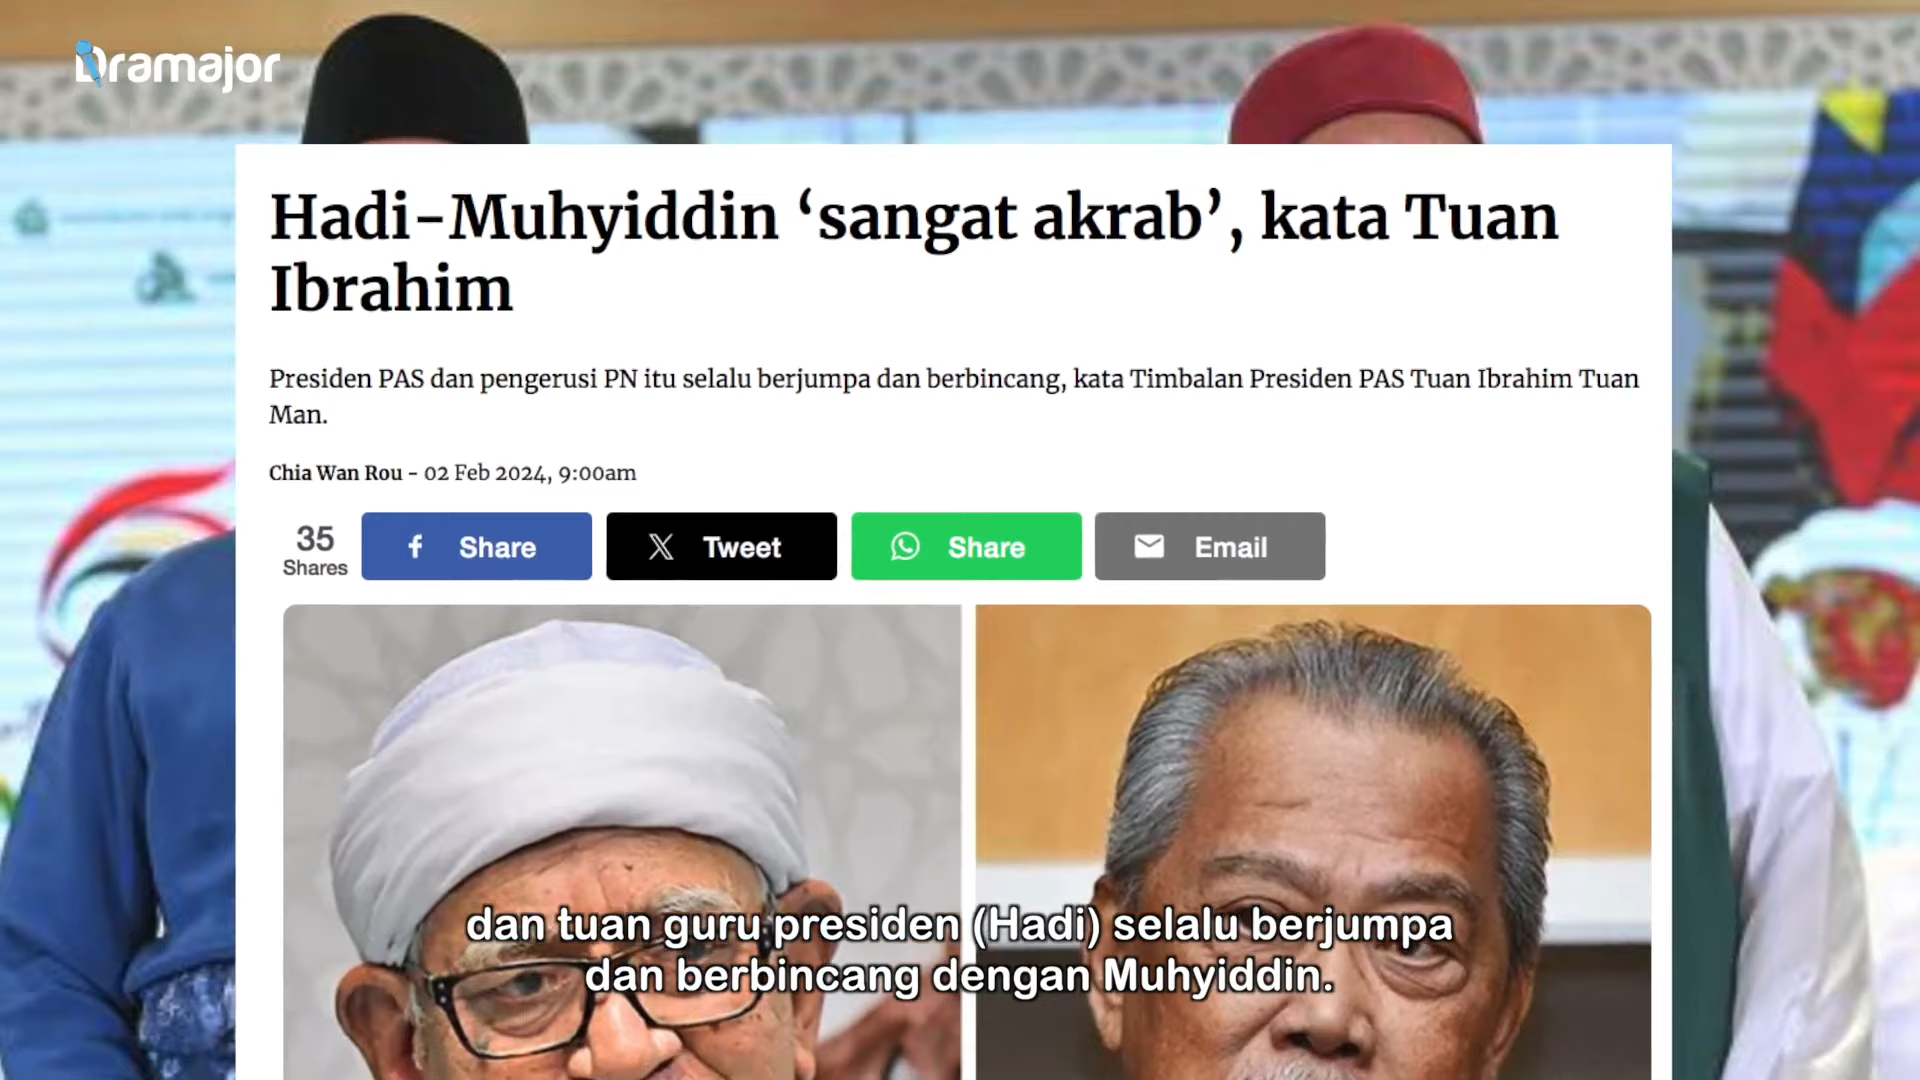 Dramajor
Hadi-Muhyiddin ‘sangat akrab’, kata Tuan
Ibrahim
Presiden PAS dan pengerusi PN itu selalu berjumpa dan berbincang, kata Timbalan Presiden PAS Tuan Ibrahim Tuan
Man.
Chia Wan Rou - 02 Feb 2024, 9:00am
35
Shares
Share
Tweet
Share
Email
dan tuan guru presiden (Hadi) selalu berjumpa
dan berbincang dengan Muhyiddin.